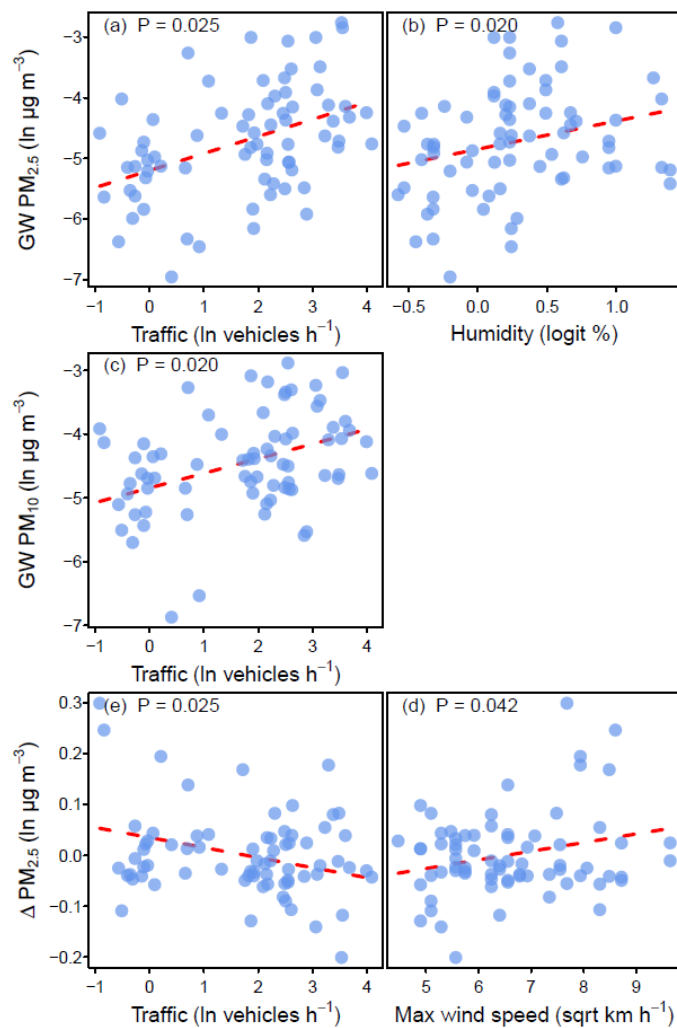 (a) P = 0.025
(b) P = 0.020
GW PM2.5 (ln μg m⁻³)
−3
−4
−5
−6
−7
−1 0 1 2 3 4
−0.5 0.0 0.5 1.0
Traffic (ln vehicles h⁻¹)
Humidity (logit %)
(c) P = 0.020
GW PM10 (ln μg m⁻³)
−3
−4
−5
−6
−7
−1 0 1 2 3 4
Traffic (ln vehicles h⁻¹)
(e) P = 0.025
(d) P = 0.042
Δ PM2.5 (ln μg m⁻³)
0.3
0.2
0.1
0.0
−0.1
−0.2
−1 0 1 2 3 4
5 6 7 8 9
Traffic (ln vehicles h⁻¹)
Max wind speed (sqrt km h⁻¹)